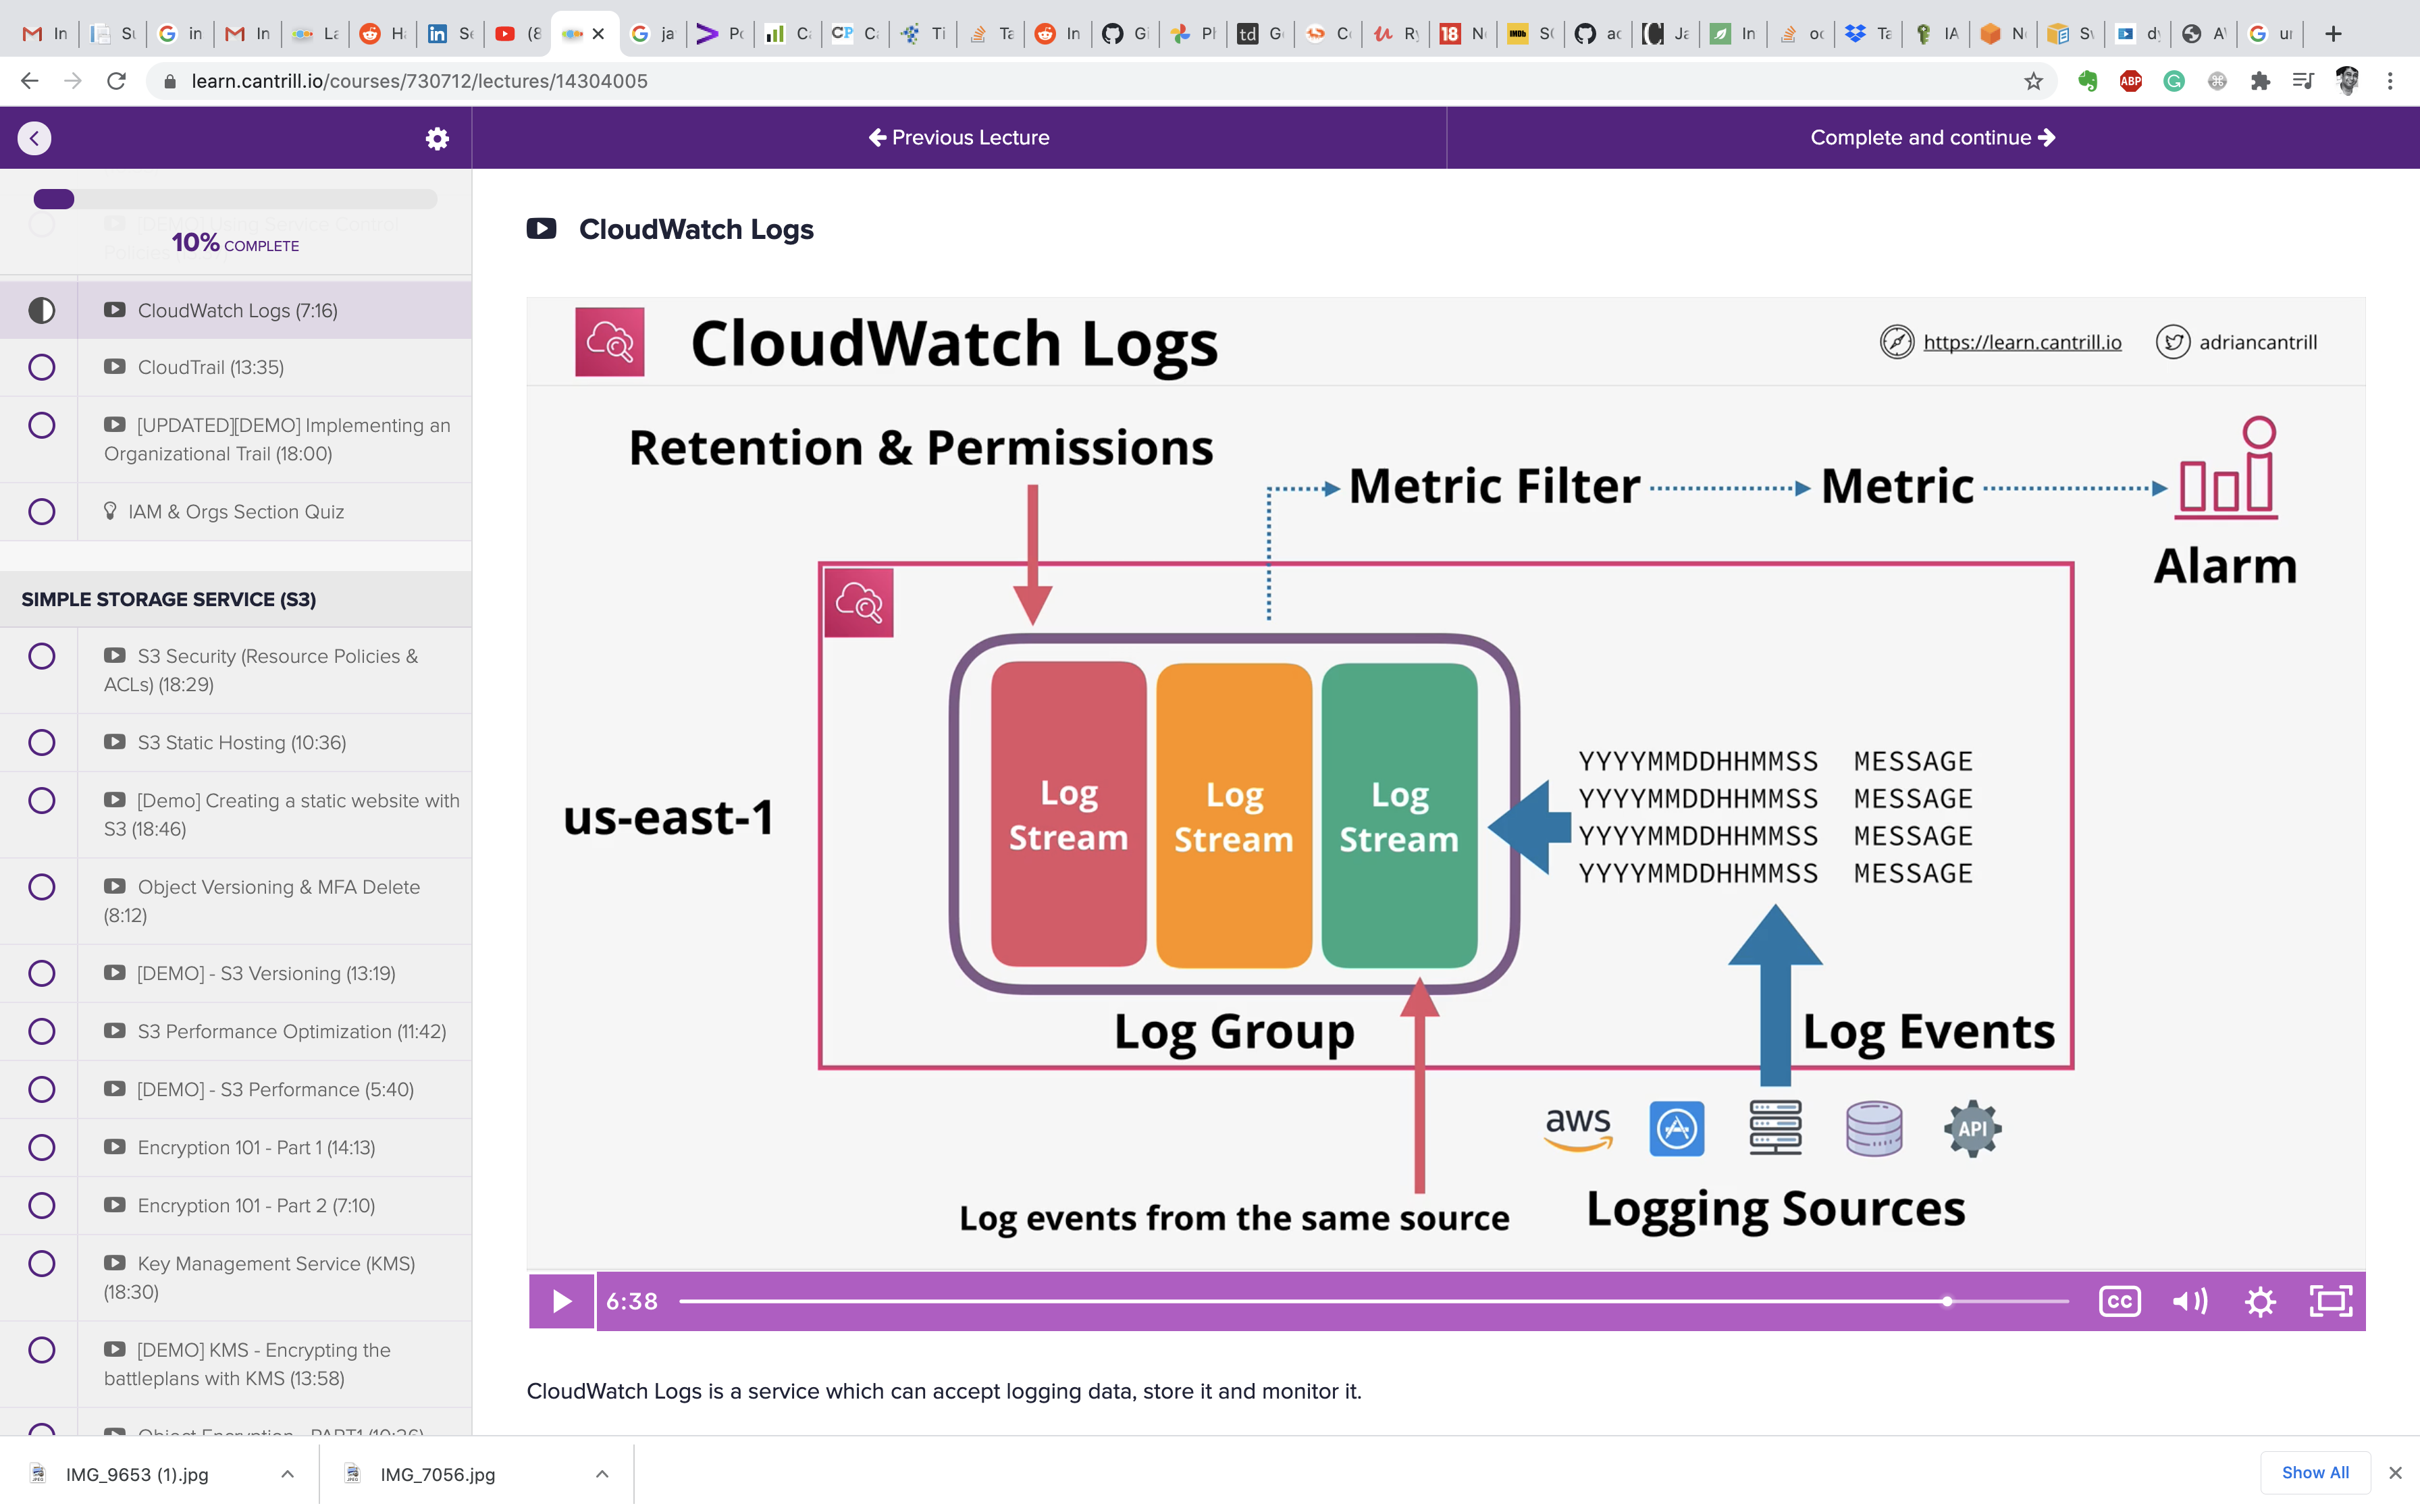 learn.cantrill.io/courses/730712/lectures/14304005
ABP
Previous Lecture
Complete and continue
10% COMPLETE
CloudWatch Logs (7:16)
CloudTrail (13:35)
[UPDATED][DEMO] Implementing an
Organizational Trail (18:00)
IAM & Orgs Section Quiz
SIMPLE STORAGE SERVICE (S3)
S3 Security (Resource Policies &
ACLs) (18:29)
S3 Static Hosting (10:36)
[Demo] Creating a static website with
S3 (18:46)
Object Versioning & MFA Delete
(8:12)
[DEMO] - S3 Versioning (13:19)
S3 Performance Optimization (11:42)
[DEMO] - S3 Performance (5:40)
Encryption 101 - Part 1 (14:13)
Encryption 101 - Part 2 (7:10)
Key Management Service (KMS)
(18:30)
[DEMO] KMS - Encrypting the
battleplans with KMS (13:58)
CloudWatch Logs
CloudWatch Logs
https://learn.cantrill.io
adriancantrill
Retention & Permissions
Metric Filter
Metric
Alarm
us-east-1
Log
Stream
Log
Stream
Log
Stream
YYYYMMDDHHMMSS MESSAGE
YYYYMMDDHHMMSS MESSAGE
YYYYMMDDHHMMSS MESSAGE
YYYYMMDDHHMMSS MESSAGE
Log Group
Log Events
aws
API
Log events from the same source
Logging Sources
6:38
CC
CloudWatch Logs is a service which can accept logging data, store it and monitor it.
IMG_9653 (1).jpg
IMG_7056.jpg
Show All